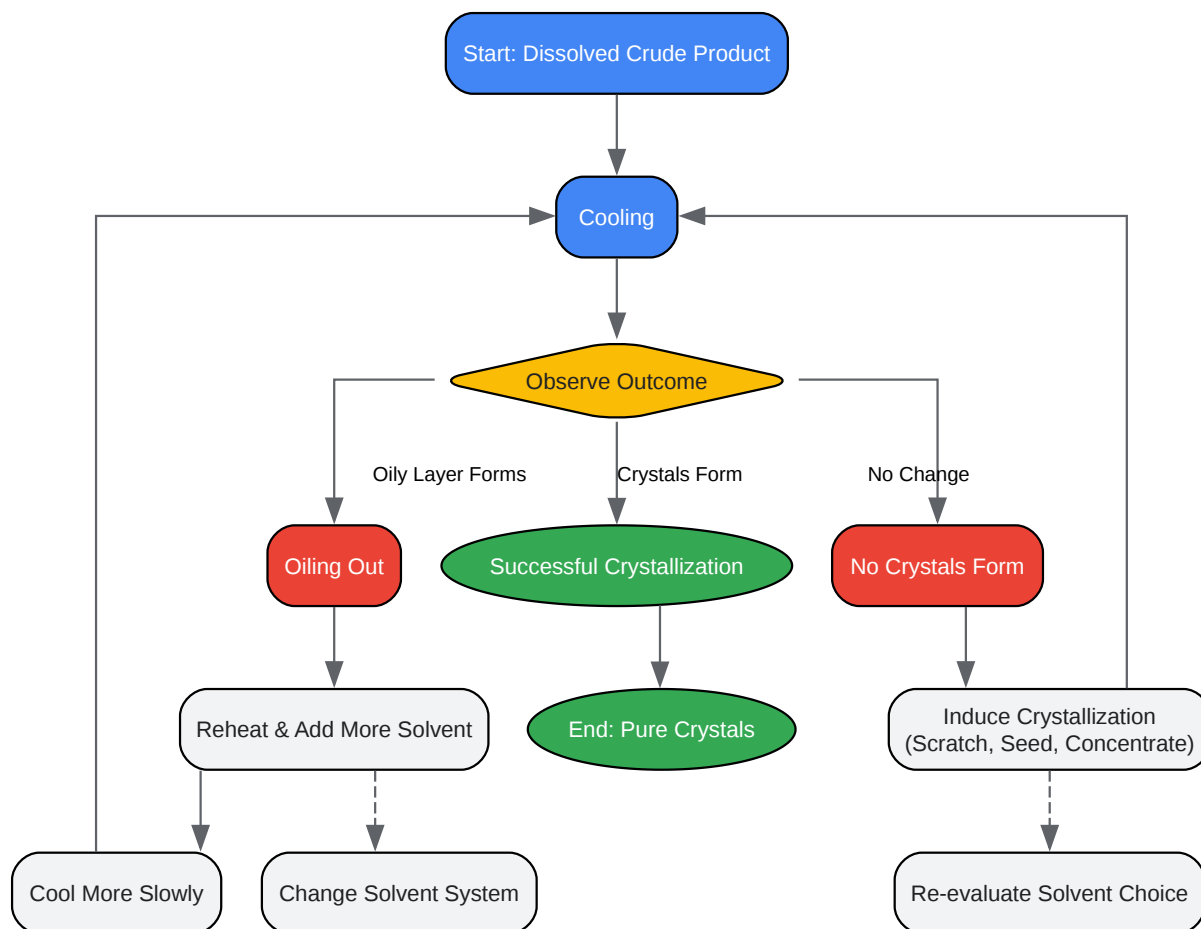 Start: Dissolved Crude Product
Cooling
Observe Outcome
Oily Layer Forms
Crystals Form
No Change
Oiling Out
Successful Crystallization
No Crystals Form
Reheat & Add More Solvent
End: Pure Crystals
Induce Crystallization
(Scratch, Seed, Concentrate)
Cool More Slowly
Change Solvent System
Re-evaluate Solvent Choice